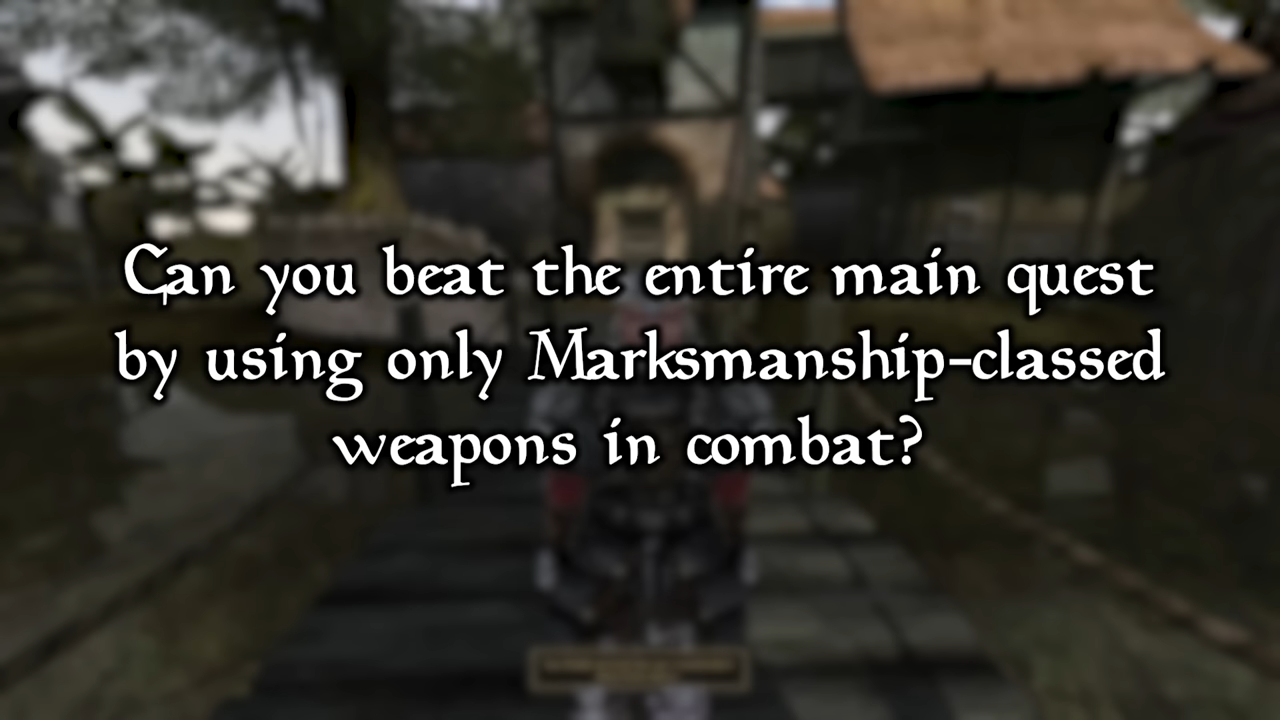 Can you beat the entire main quest
by using only Marksmanship-classed
weapons in combat?